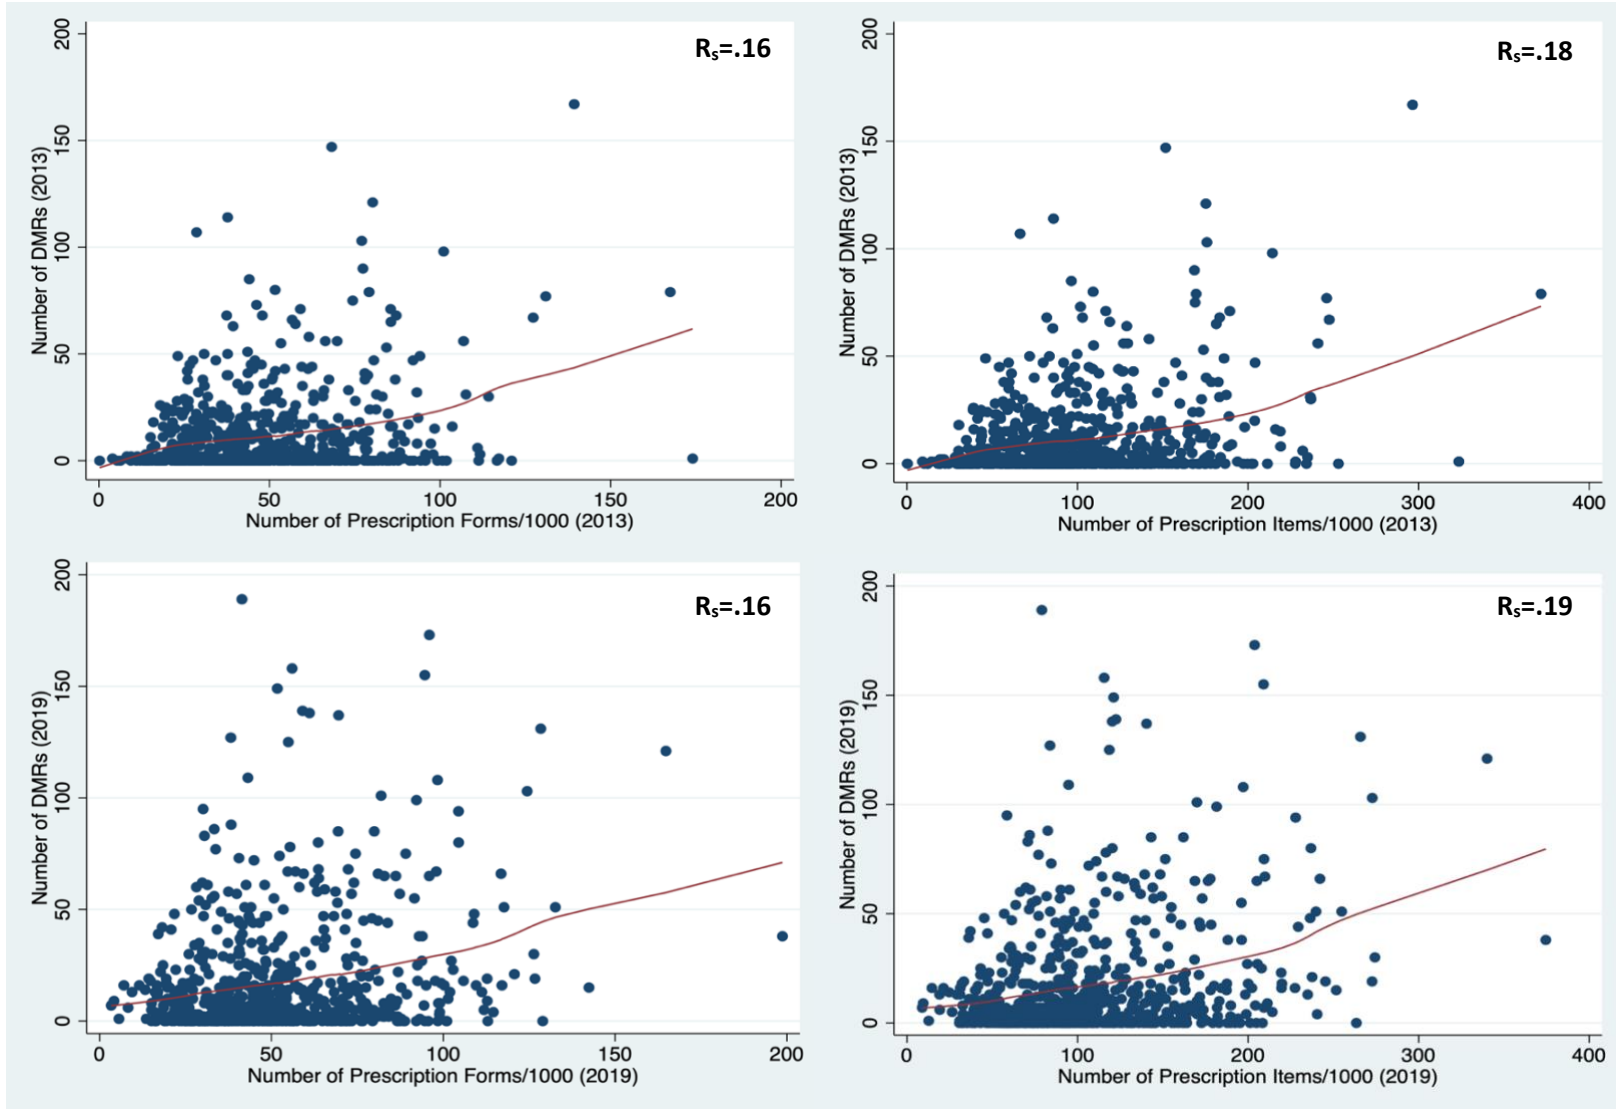 200
150
100
50
0
Number of DMRs (2013)
Rₛ=.16
0 50 100 150 200
Number of Prescription Forms/1000 (2013)
200
150
100
50
0
Number of DMRs (2013)
Rₛ=.18
0 100 200 300 400
Number of Prescription Items/1000 (2013)
200
150
100
50
0
Number of DMRs (2019)
Rₛ=.16
0 50 100 150 200
Number of Prescription Forms/1000 (2019)
200
150
100
50
0
Number of DMRs (2019)
Rₛ=.19
0 100 200 300 400
Number of Prescription Items/1000 (2019)